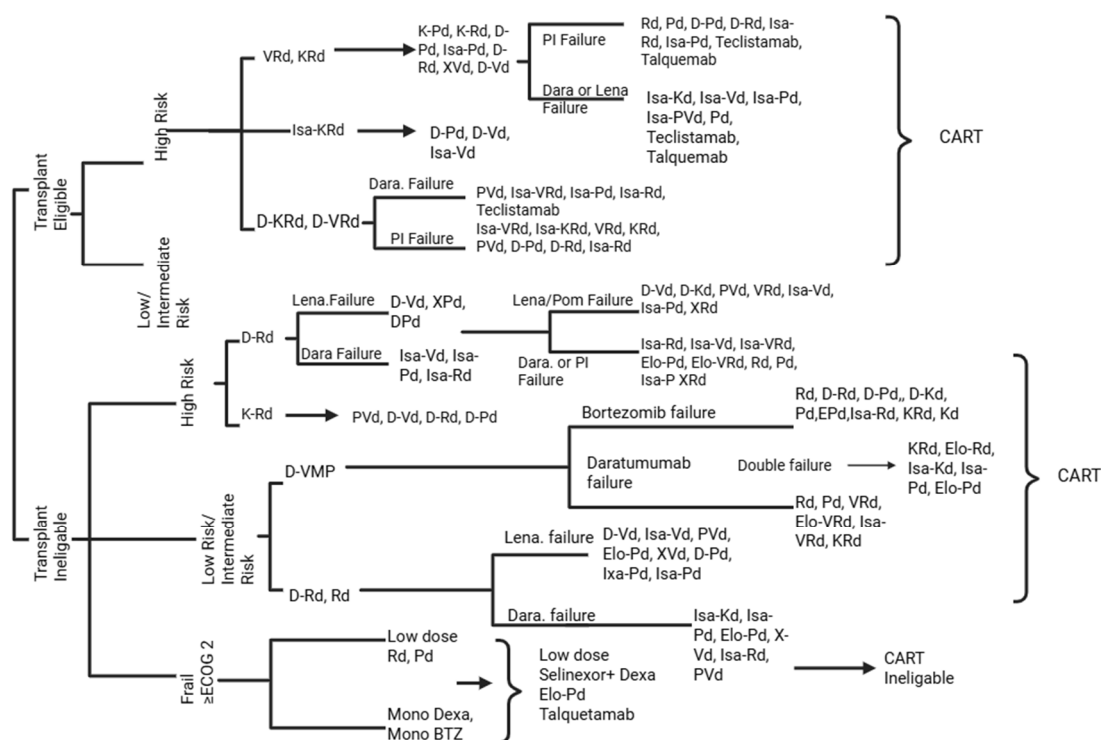 Transplant
Eligible
High Risk
Low/
Intermediate
Risk
VRd, KRd
K-Pd, K-Rd, D-
Pd, Isa-Pd, D-
Rd, XVd, D-Vd
PI Failure
Rd, Pd, D-Pd, D-Rd, Isa-
Rd, Isa-Pd, Teclistamab,
Talquemab
Dara or Lena
Failure
Isa-Kd, Isa-Vd, Isa-Pd,
Isa-PVd, Pd,
Teclistamab,
Talquemab
Isa-KRd
D-Pd, D-Vd,
Isa-Vd
D-KRd, D-VRd
Dara. Failure
PVd, Isa-VRd, Isa-Pd, Isa-Rd,
Teclistamab
PI Failure
Isa-VRd, Isa-KRd, VRd, KRd,
PVd, D-Pd, D-Rd, Isa-Rd
CART
Transplant
Ineligable
High Risk
D-Rd
Lena.Failure
D-Vd, XPd,
DPd
Dara Failure
Isa-Vd, Isa-
Pd, Isa-Rd
Lena/Pom Failure
D-Vd, D-Kd, PVd, VRd, Isa-Vd,
Isa-Pd, XRd
Dara. or PI
Failure
Isa-Rd, Isa-Vd, Isa-VRd,
Elo-Pd, Elo-VRd, Rd, Pd,
Isa-P XRd
K-Rd
PVd, D-Vd, D-Rd, D-Pd
Low Risk/
Intermediate
Risk
D-VMP
Bortezomib failure
Rd, D-Rd, D-Pd,, D-Kd,
Pd,EPd,Isa-Rd, KRd, Kd
Daratumumab
failure
Double failure
KRd, Elo-Rd,
Isa-Kd, Isa-
Pd, Elo-Pd
Rd, Pd, VRd,
Elo-VRd, Isa-
VRd, KRd
D-Rd, Rd
Lena. failure
D-Vd, Isa-Vd, PVd,
Elo-Pd, XVd, D-Pd,
Ixa-Pd, Isa-Pd
Dara. failure
Isa-Kd, Isa-
Pd, Elo-Pd, X-
Vd, Isa-Rd,
PVd
CART
CART
Ineligable
Frail
≥ECOG 2
Low dose
Rd, Pd
Mono Dexa,
Mono BTZ
Low dose
Selinexor+ Dexa
Elo-Pd
Talquetamab